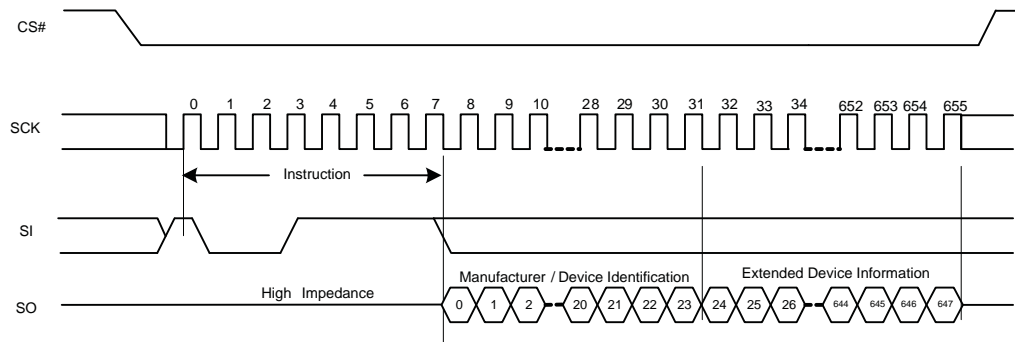 CS#
0 1 2 3 4 5 6 7 8 9 10 28 29 30 31 32 33 34 652 653 654 655
SCK
Instruction
SI
Manufacturer / Device Identification Extended Device Information
High Impedance
SO 0 1 2 20 21 22 23 24 25 26 644 645 646 647